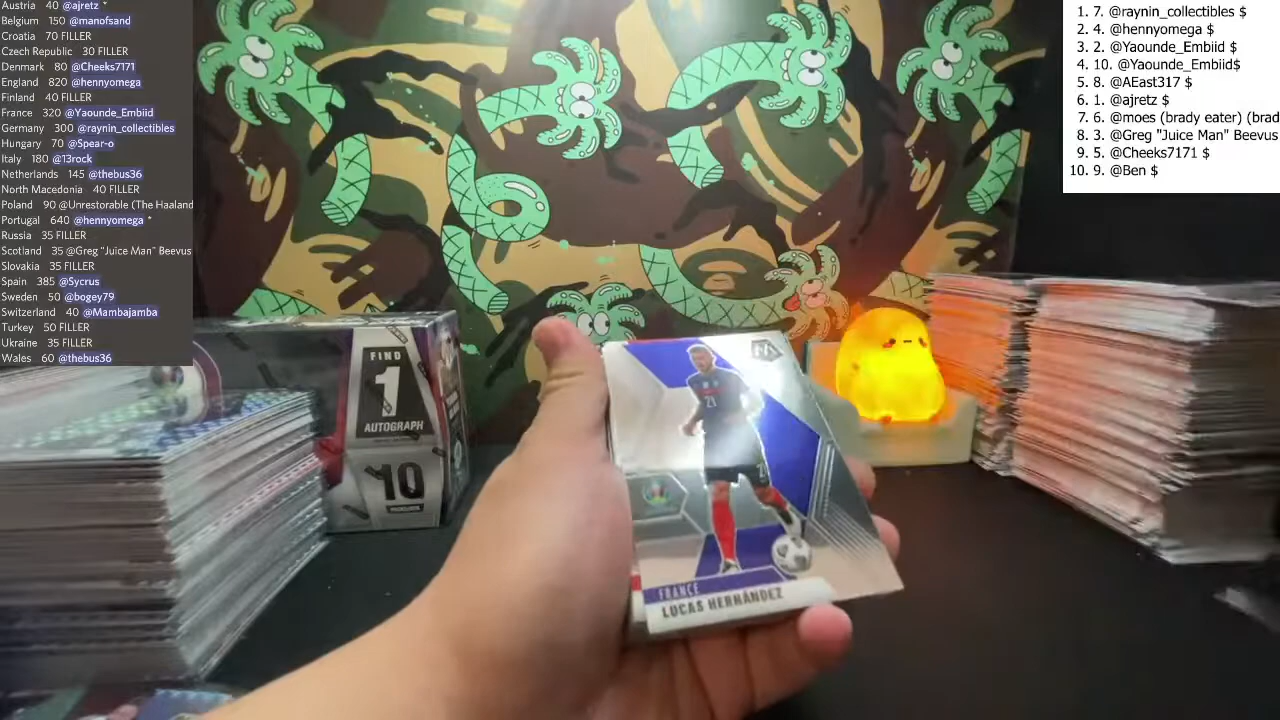 Austria 40 @ajretz *
Belgium 150 @manofsand
Croatia 70 FILLER
Czech Republic 30 FILLER
Denmark 80 @Cheeks7171
England 820 @hennyomega
Finland 40 FILLER
France 320 @Yaounde_Embiid
Germany 300 @raynin_collectibles
Hungary 70 @Spear-o
Italy 180 @13rock
Netherlands 145 @thebus36
North Macedonia 40 FILLER
Poland 90 @Unrestorable (The Haaland
Portugal 640 @hennyomega *
Russia 35 FILLER
Scotland 35 @Greg "Juice Man" Beevus
Slovakia 35 FILLER
Spain 385 @Sycrus
Sweden 50 @bogey79
Switzerland 40 @Mambajamba
Turkey 50 FILLER
Ukraine 35 FILLER
Wales 60 @thebus36
1. 7. @raynin_collectibles $
2. 4. @hennyomega $
3. 2. @Yaounde_Embiid $
4. 10. @Yaounde_Embiid$
5. 8. @AEast317 $
6. 1. @ajretz $
7. 6. @moes (brady eater) (brad
8. 3. @Greg "Juice Man" Beevus
9. 5. @Cheeks7171 $
10. 9. @Ben $
FIND
1
AUTOGRAPH
10
21
FRANCE
LUCAS HERNÁNDEZ